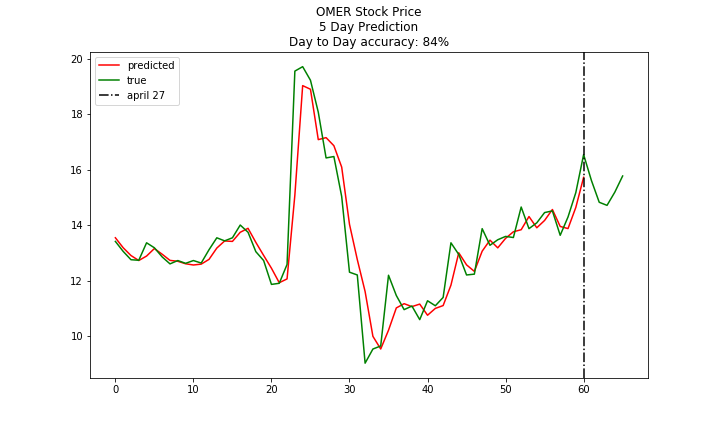 OMER Stock Price
5 Day Prediction
Day to Day accuracy: 84%
predicted
true
april 27
20
18
16
14
12
10
0
10
20
30
40
50
60